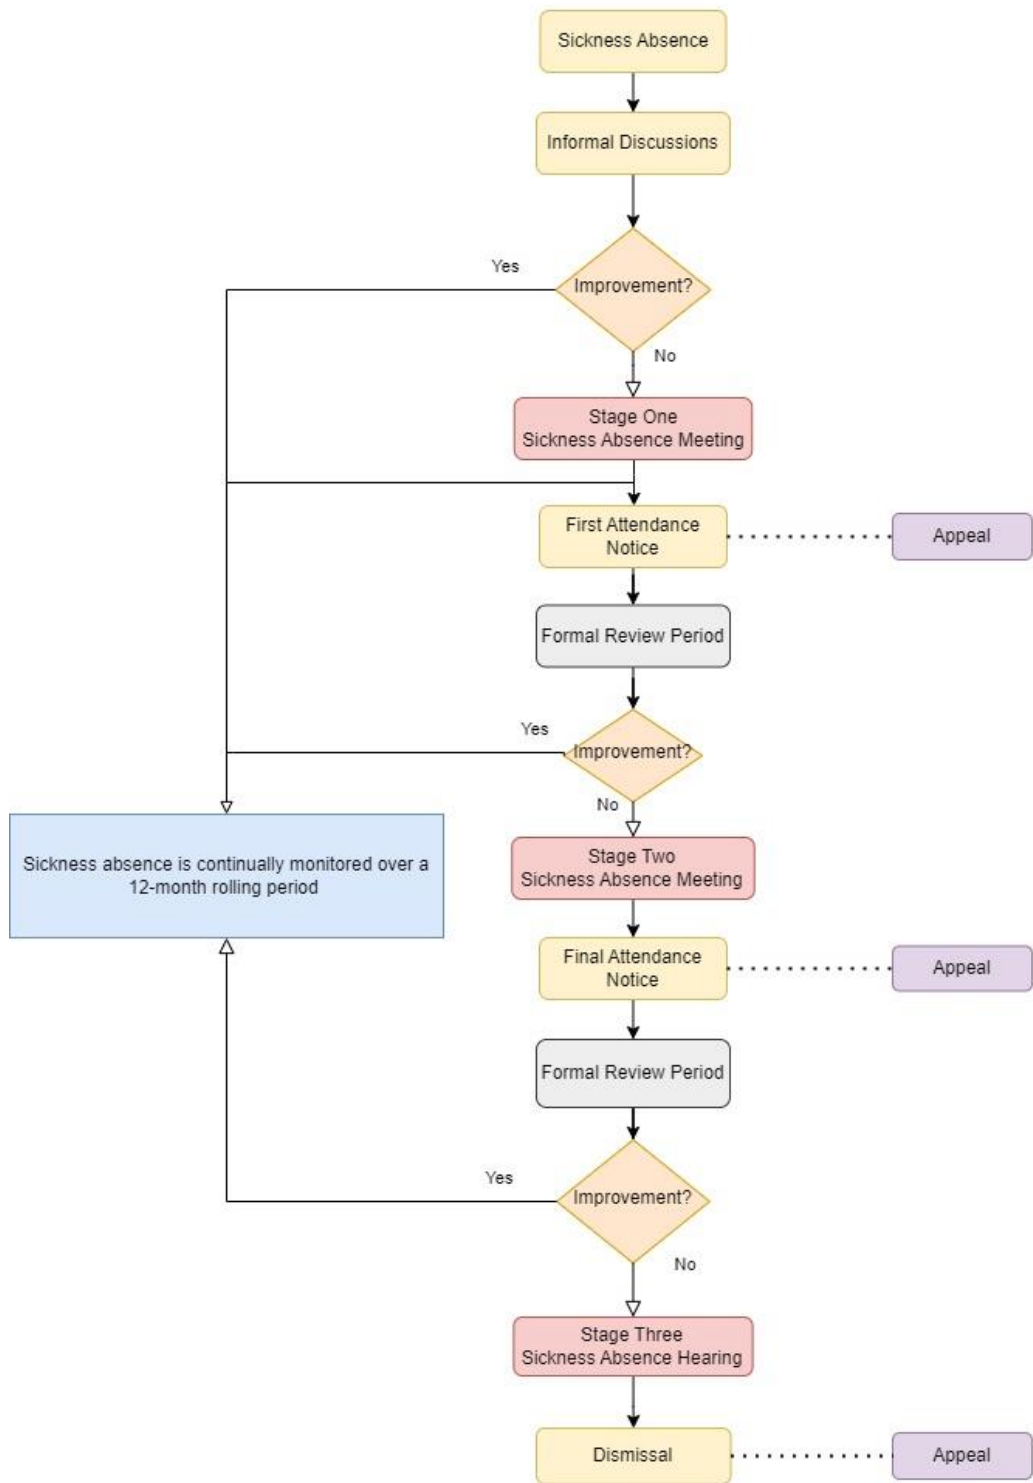 Sickness Absence
Informal Discussions
Yes
Improvement?
No
Stage One
Sickness Absence Meeting
First Attendance
Notice
Appeal
Formal Review Period
Yes
Improvement?
No
Sickness absence is continually monitored over a
12-month rolling period
Stage Two
Sickness Absence Meeting
Final Attendance
Notice
Appeal
Formal Review Period
Yes
Improvement?
No
Stage Three
Sickness Absence Hearing
Dismissal
Appeal